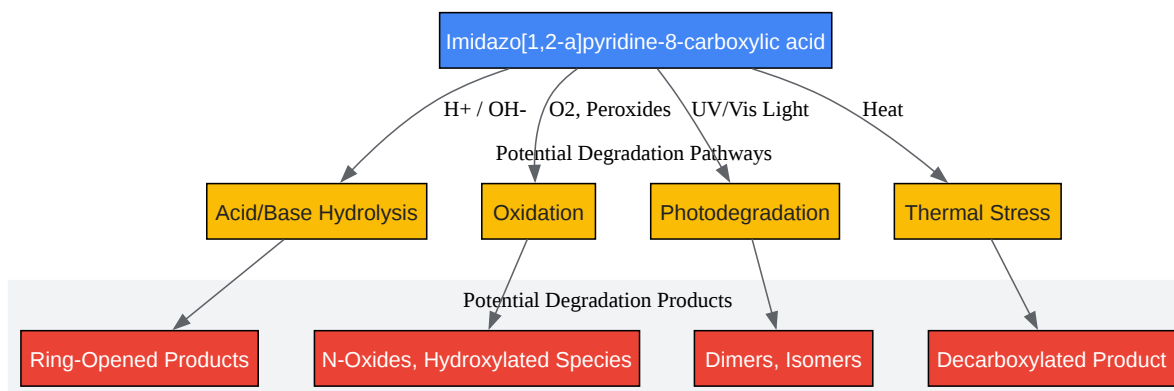 Imidazo[1,2-a]pyridine-8-carboxylic acid
H+ / OH-
O2, Peroxides
UV/Vis Light
Heat
Potential Degradation Pathways
Acid/Base Hydrolysis
Oxidation
Photodegradation
Thermal Stress
Potential Degradation Products
Ring-Opened Products
N-Oxides, Hydroxylated Species
Dimers, Isomers
Decarboxylated Product